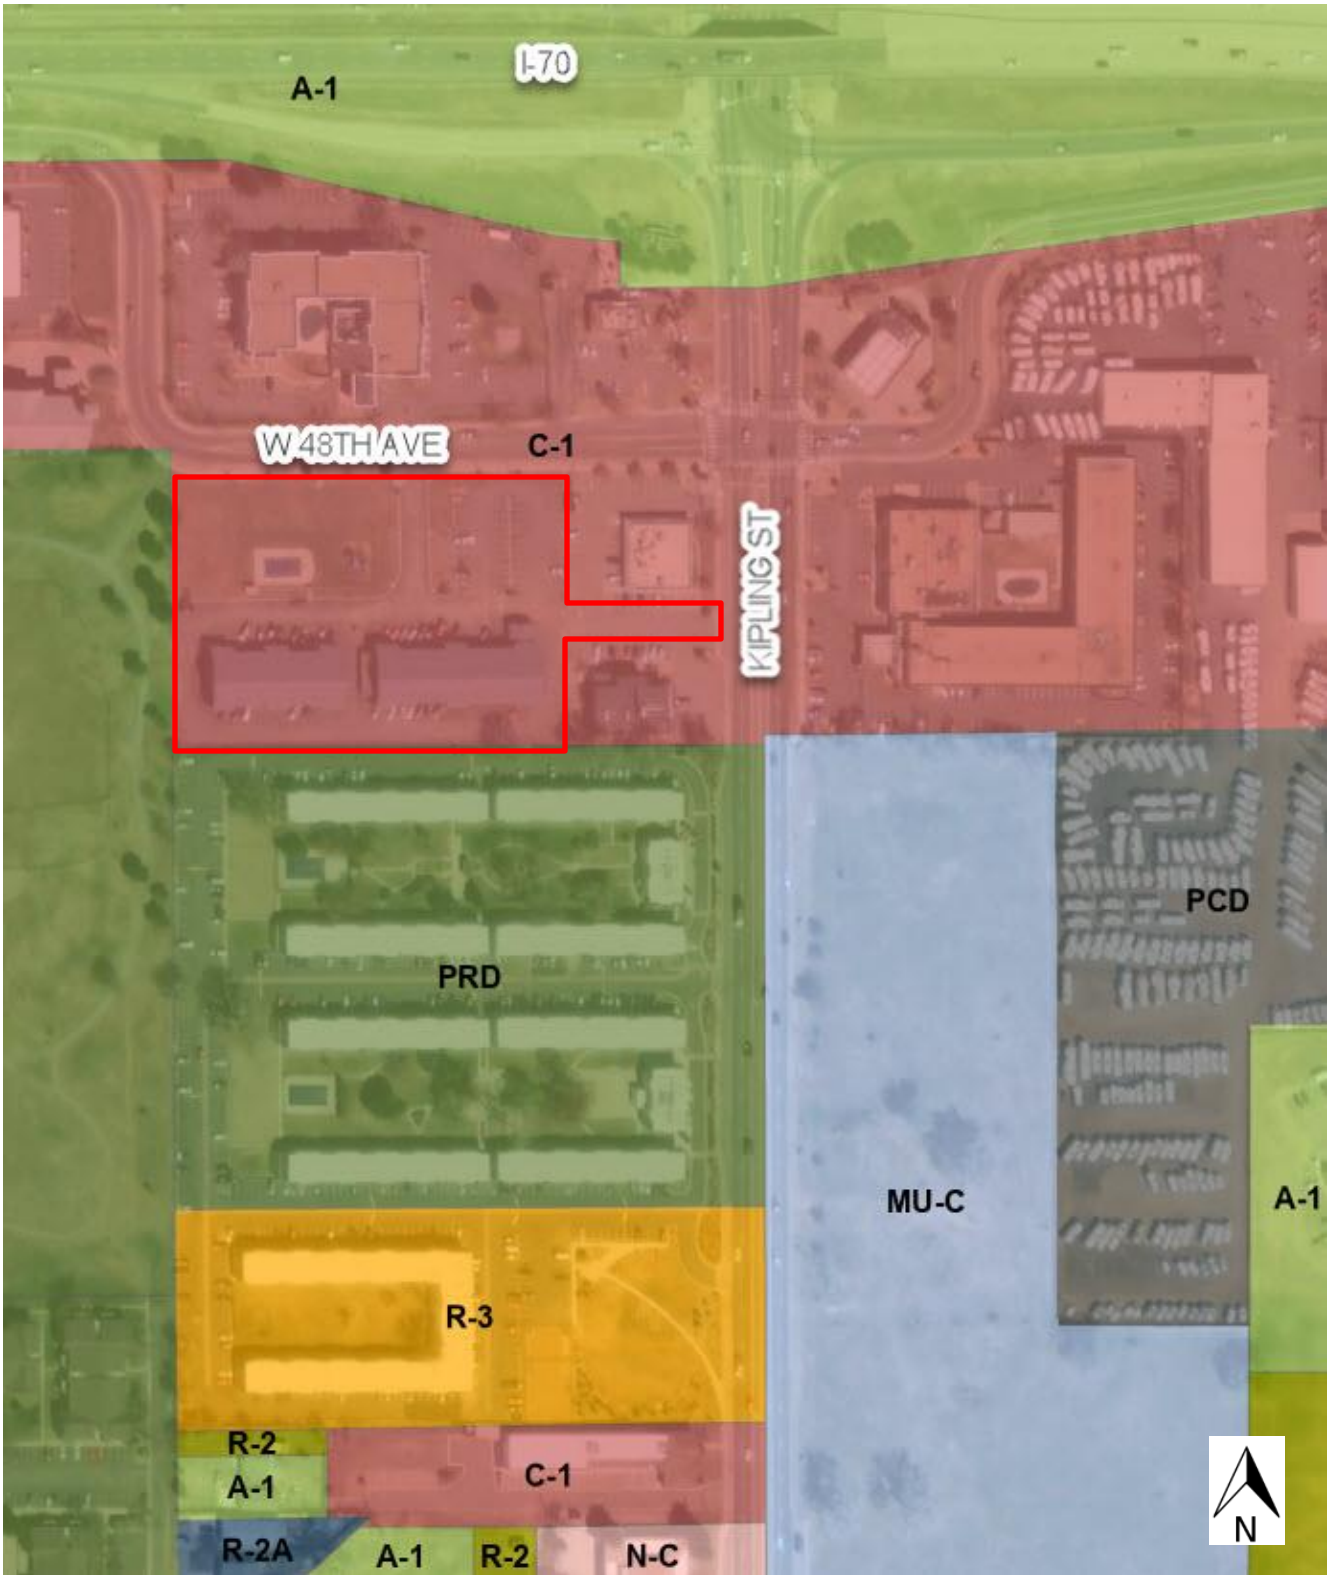 I-70
A-1
W 48TH AVE
C-1
KIPLING ST
PCD
PRD
MU-C
A-1
R-3
R-2
A-1
C-1
R-2A
A-1
R-2
N-C
N